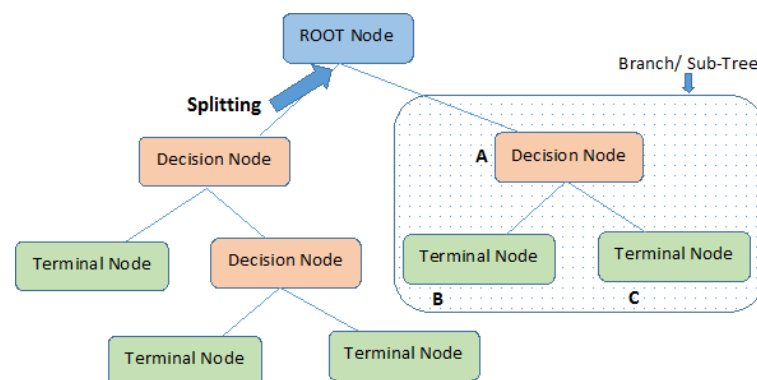 ROOT Node
Branch/ Sub-Tree
Splitting
Decision Node
A Decision Node
Terminal Node
Decision Node
Terminal Node
Terminal Node
B
C
Terminal Node
Terminal Node